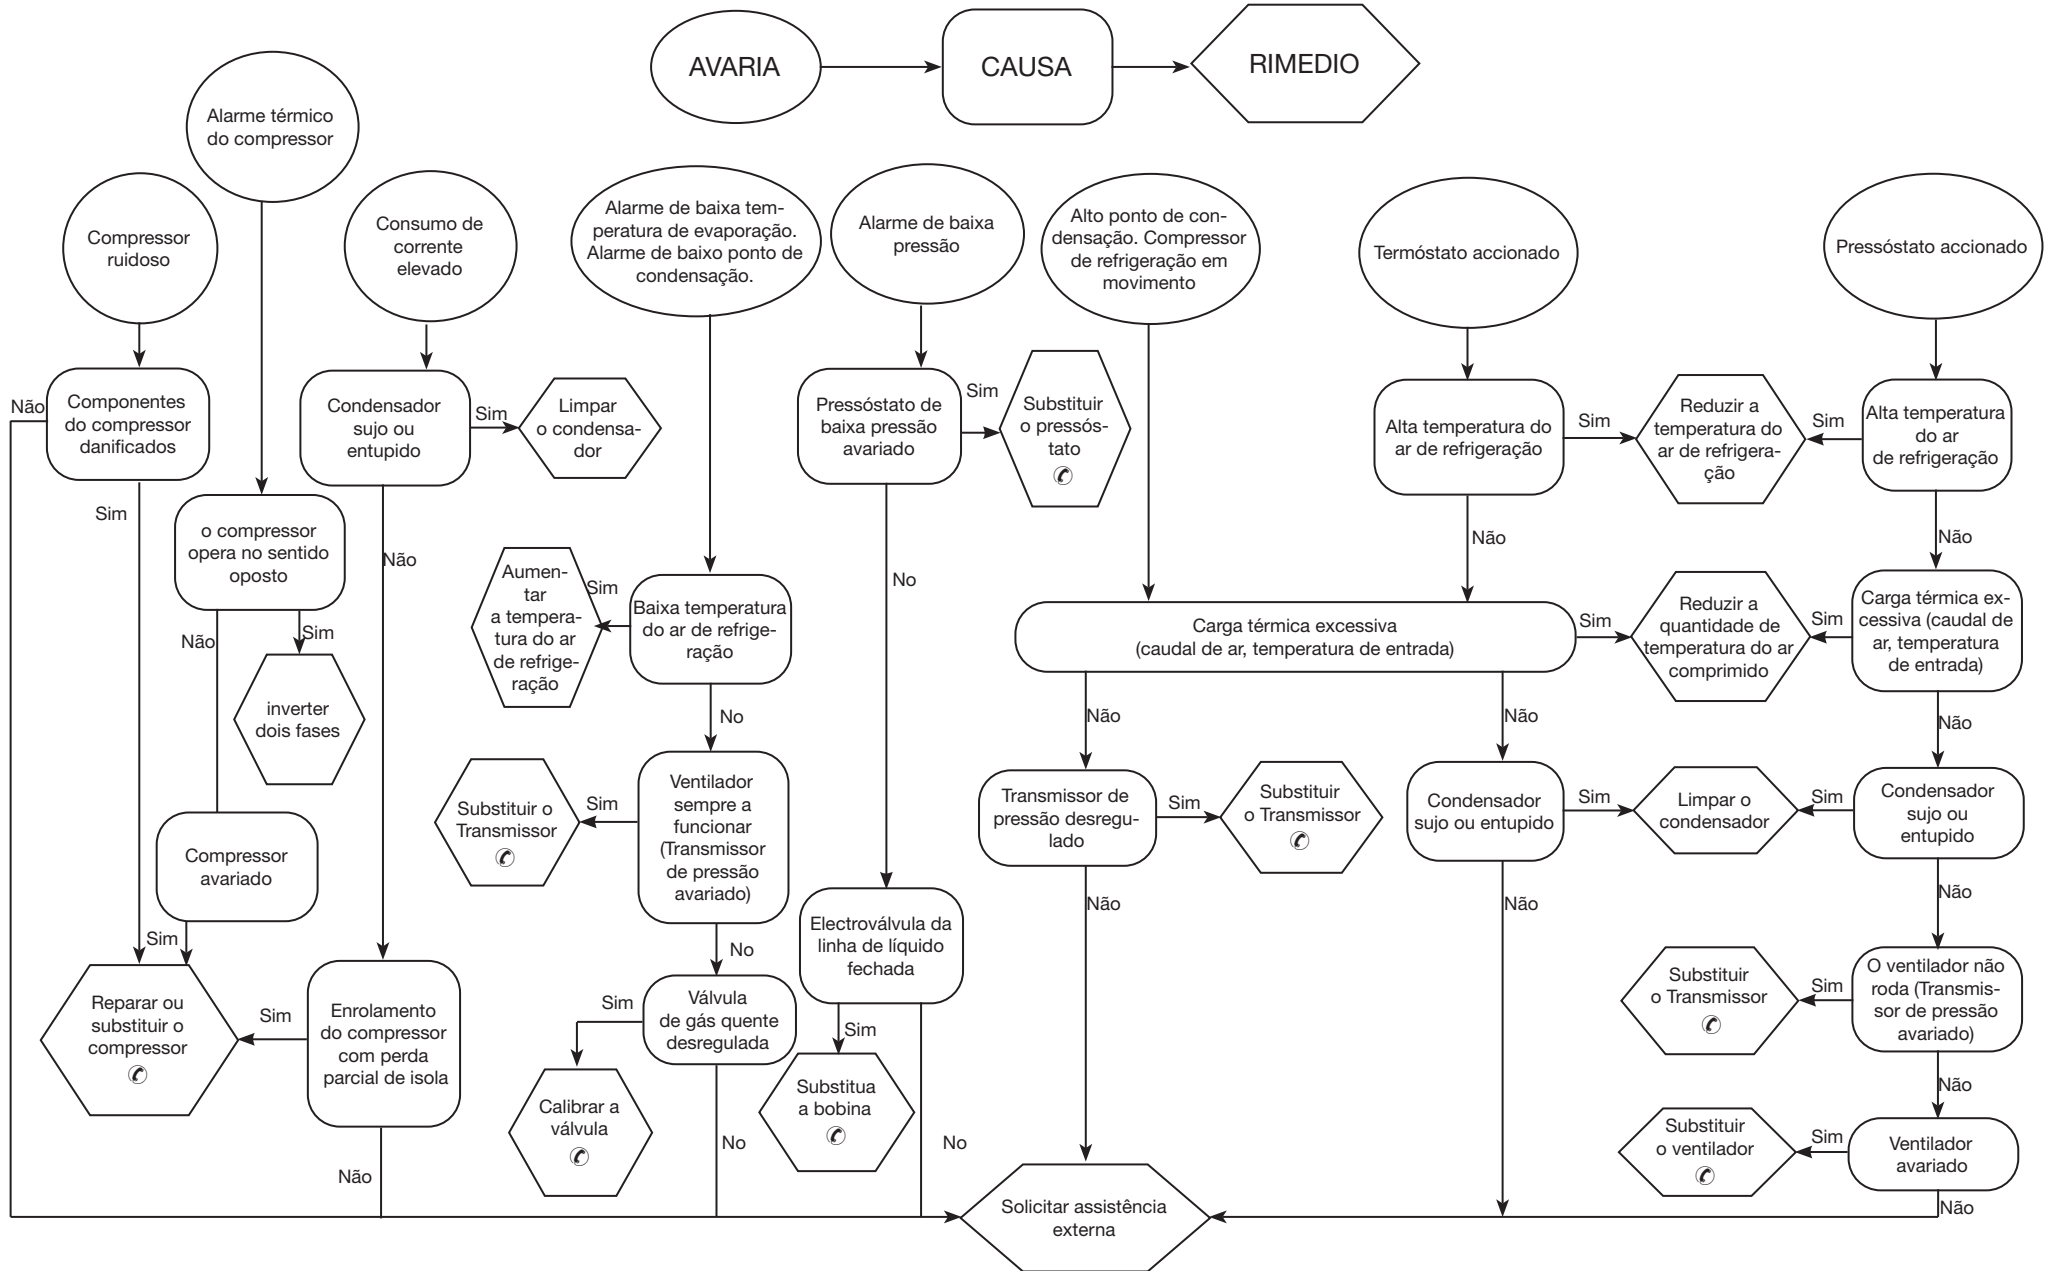 AVARIA
CAUSA
RIMEDIO
Alarme térmico
do compressor
Compressor
ruidoso
Consumo de
corrente
elevado
Alarme de baixa tem-
peratura de evaporação.
Alarme de baixo ponto de
condensação.
Alarme de baixa
pressão
Alto ponto de con-
densação. Compressor
de refrigeração em
movimento
Termóstato accionado
Pressóstato accionado
Não
Componentes
do compressor
danificados
Sim
Condensador
sujo ou
entupido
Sim
Limpar
o condensa-
dor
Não
Pressóstato de
baixa pressão
avariado
Sim
Substituir
o pressós-
tato
✆
No
Alta temperatura do
ar de refrigeração
Sim
Reduzir a
temperatura do
ar de refrigera-
ção
Sim
Alta temperatura
do ar
de refrigeração
Não
Não
o compressor
opera no sentido
oposto
Não
Sim
inverter
dois fases
Aumen-
tar
a tempera-
tura do ar
de refrige-
ração
Sim
Baixa temperatura
do ar de refrige-
ração
No
Carga térmica excessiva
(caudal de ar, temperatura de entrada)
Sim
Reduzir a
quantidade de
temperatura do ar
comprimido
Sim
Carga térmica ex-
cessiva (caudal de
ar, temperatura
de entrada)
Não
Não
Não
Substituir o
Transmissor
✆
Sim
Ventilador
sempre a
funcionar
(Transmissor
de pressão
avariado)
No
Transmissor de
pressão desregu-
lado
Sim
Substituir
o Transmissor
✆
Não
Condensador
sujo ou entupido
Sim
Limpar o
condensador
Sim
Condensador
sujo ou
entupido
Não
Não
Compressor
avariado
Sim
Reparar ou
substituir o
compressor
✆
Sim
Enrolamento
do compressor
com perda
parcial de isola
Não
Sim
Válvula
de gás quente
desregulada
Calibrar a
válvula
✆
No
Electroválvula da
linha de líquido
fechada
Sim
Substitua
a bobina
✆
No
Substituir
o Transmissor
✆
Sim
O ventilador não
roda (Transmis-
sor de pressão
avariado)
Não
Substituir
o ventilador
✆
Sim
Ventilador
avariado
Não
Solicitar assistência
externa